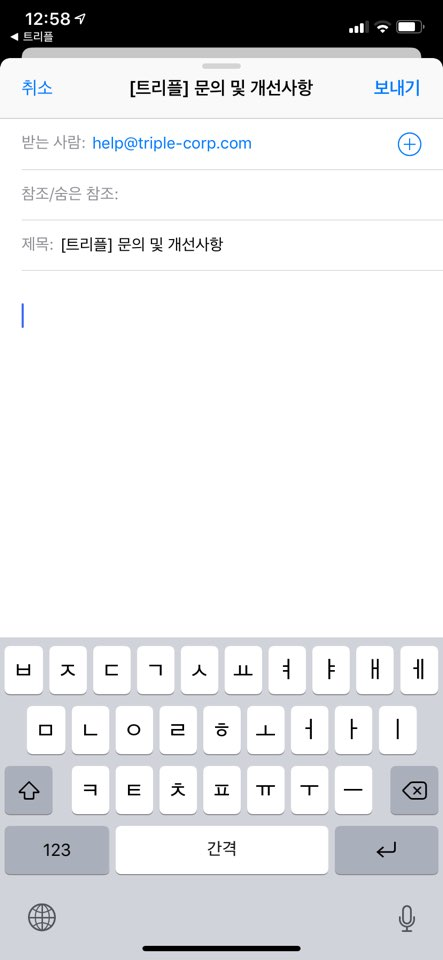 12:58
◀ 트리플
취소 [트리플] 문의 및 개선사항 보내기
받는 사람: help@triple-corp.com
참조/숨은 참조:
제목: [트리플] 문의 및 개선사항
ㅂ ㅈ ㄷ ㄱ ㅅ ㅛ ㅕ ㅑ ㅐ ㅔ
ㅁ ㄴ ㅇ ㄹ ㅎ ㅗ ㅓ ㅏ ㅣ
ㅋ ㅌ ㅊ ㅍ ㅠ ㅜ ㅡ
123 간격